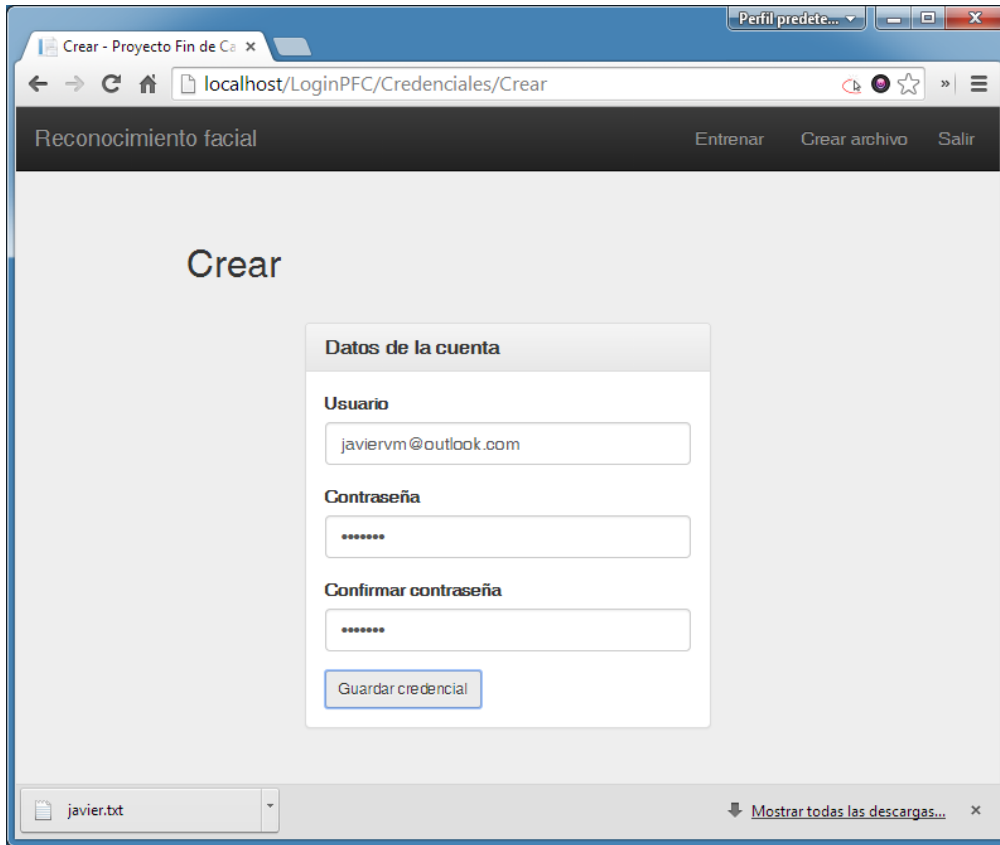 Perfil predete...
Crear - Proyecto Fin de Ca
localhost/LoginPFC/Credenciales/Crear
Reconocimiento facial Entrenar Crear archivo Salir
Crear
Datos de la cuenta
Usuario
javiervm@outlook.com
Contraseña
•••••••
Confirmar contraseña
•••••••
Guardar credencial
javier.txt Mostrar todas las descargas...